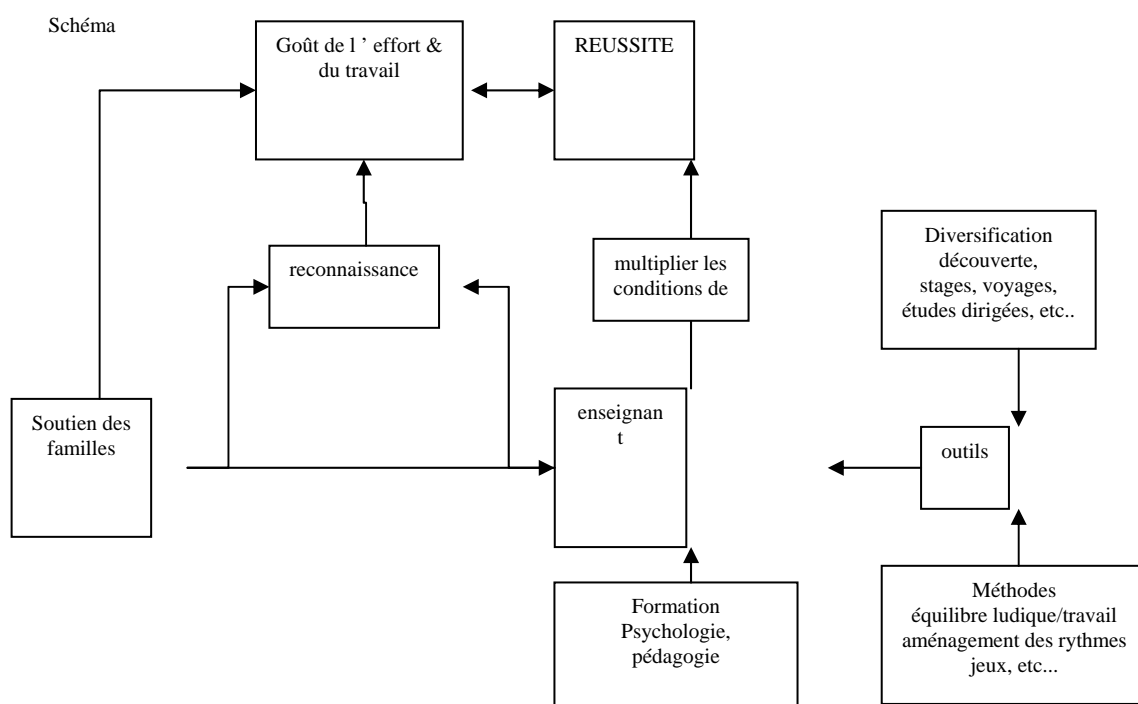 Schéma
Goût de l ’ effort &
du travail
REUSSITE
reconnaissance
multiplier les
conditions de
Diversification
découverte,
stages, voyages,
études dirigées, etc..
Soutien des
familles
enseignan
t
outils
Formation
Psychologie,
pédagogie
Méthodes
équilibre ludique/travail
aménagement des rythmes
jeux, etc...